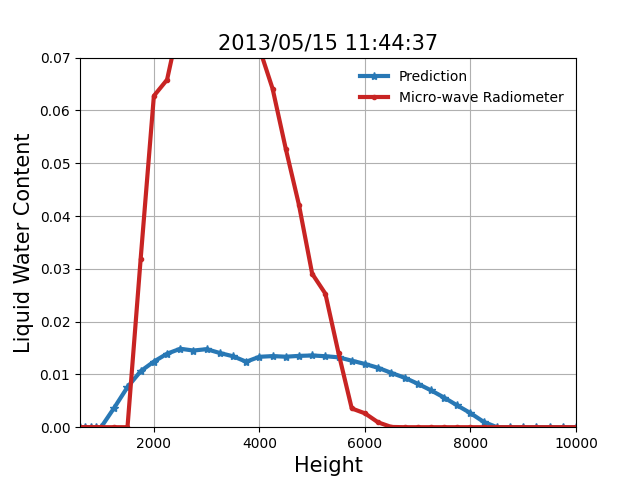 2013/05/15 11:44:37
Prediction
Micro-wave Radiometer
Liquid Water Content
0.07
0.06
0.05
0.04
0.03
0.02
0.01
0.00
2000 4000 6000 8000 10000
Height